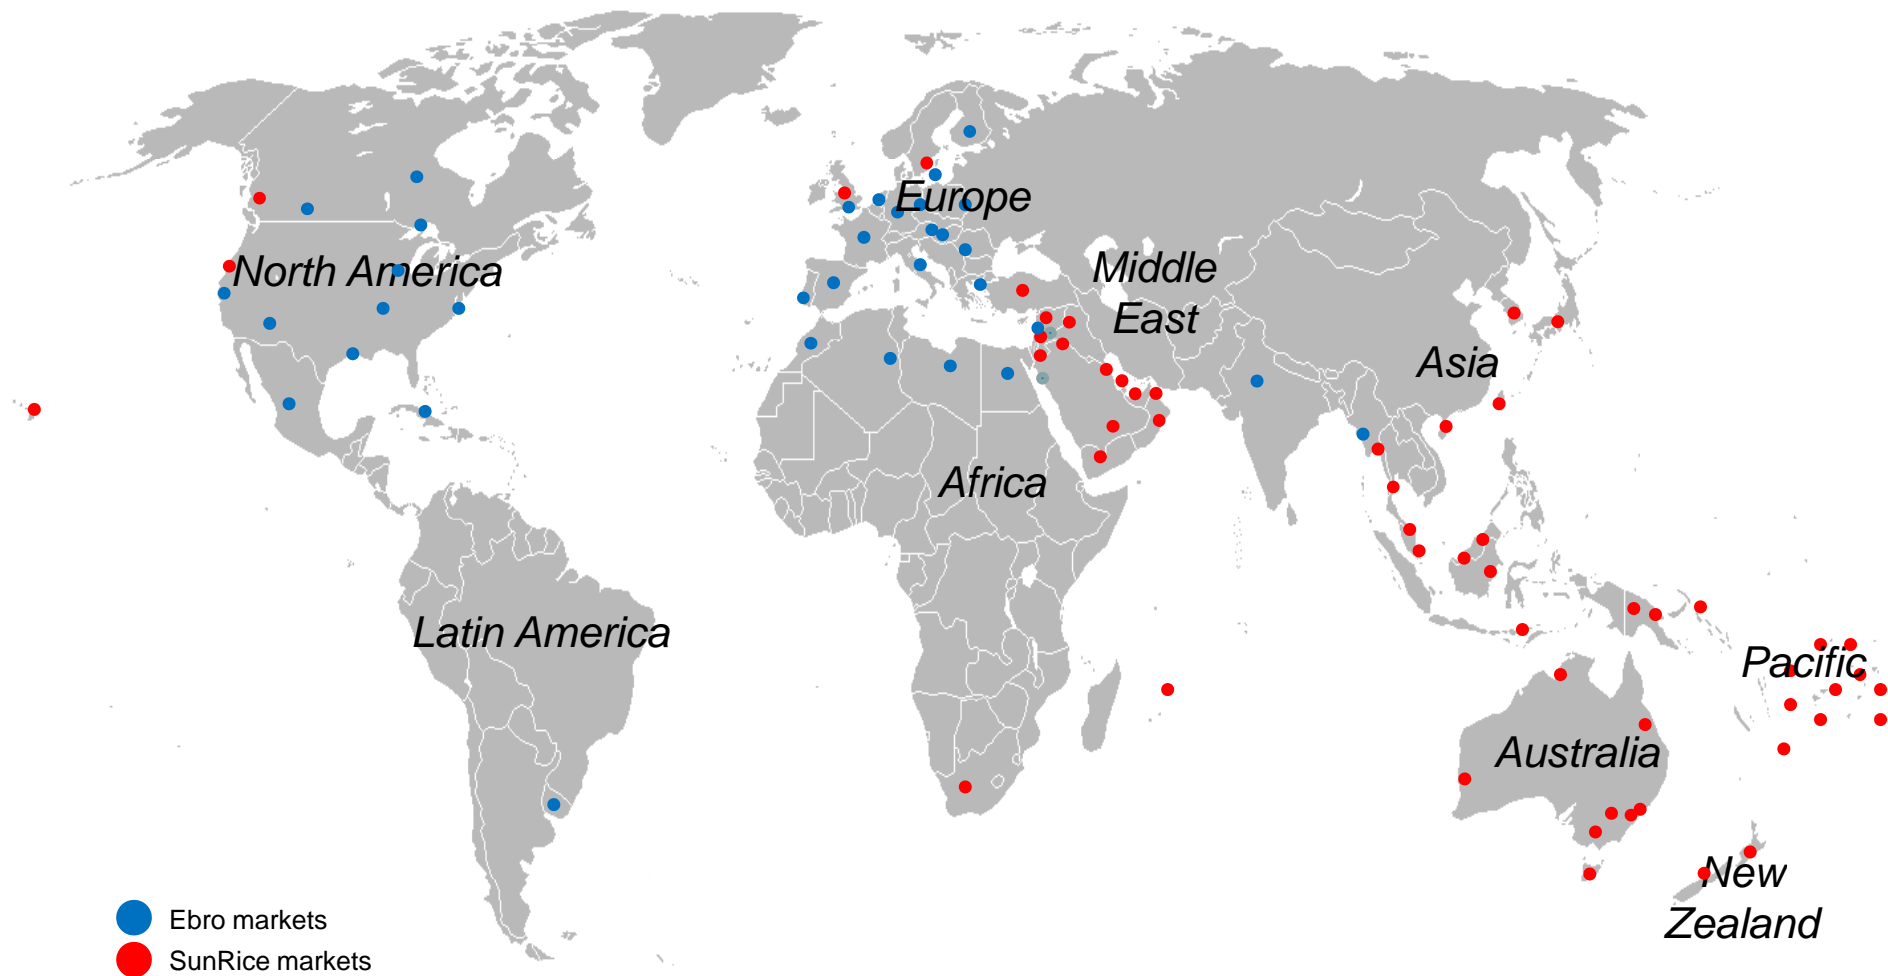 Europe
North America
Middle
East
Asia
Africa
Latin America
Pacific
Australia
New
Zealand
Ebro markets
SunRice markets